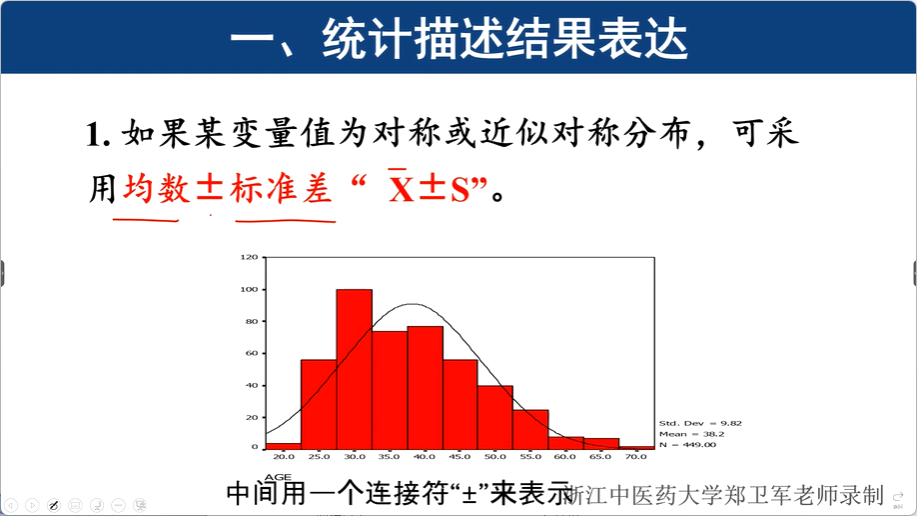 一、统计描述结果表达
1. 如果某变量值为对称或近似对称分布，可采
用均数±标准差“ X̄±S”。
120
100
80
60
40
20
0
20.0 25.0 30.0 35.0 40.0 45.0 50.0 55.0 60.0 65.0 70.0
Std. Dev = 9.82
Mean = 38.2
N = 449.00
AGE
中间用一个连接符“±”来表示
浙江中医药大学郑卫军老师录制